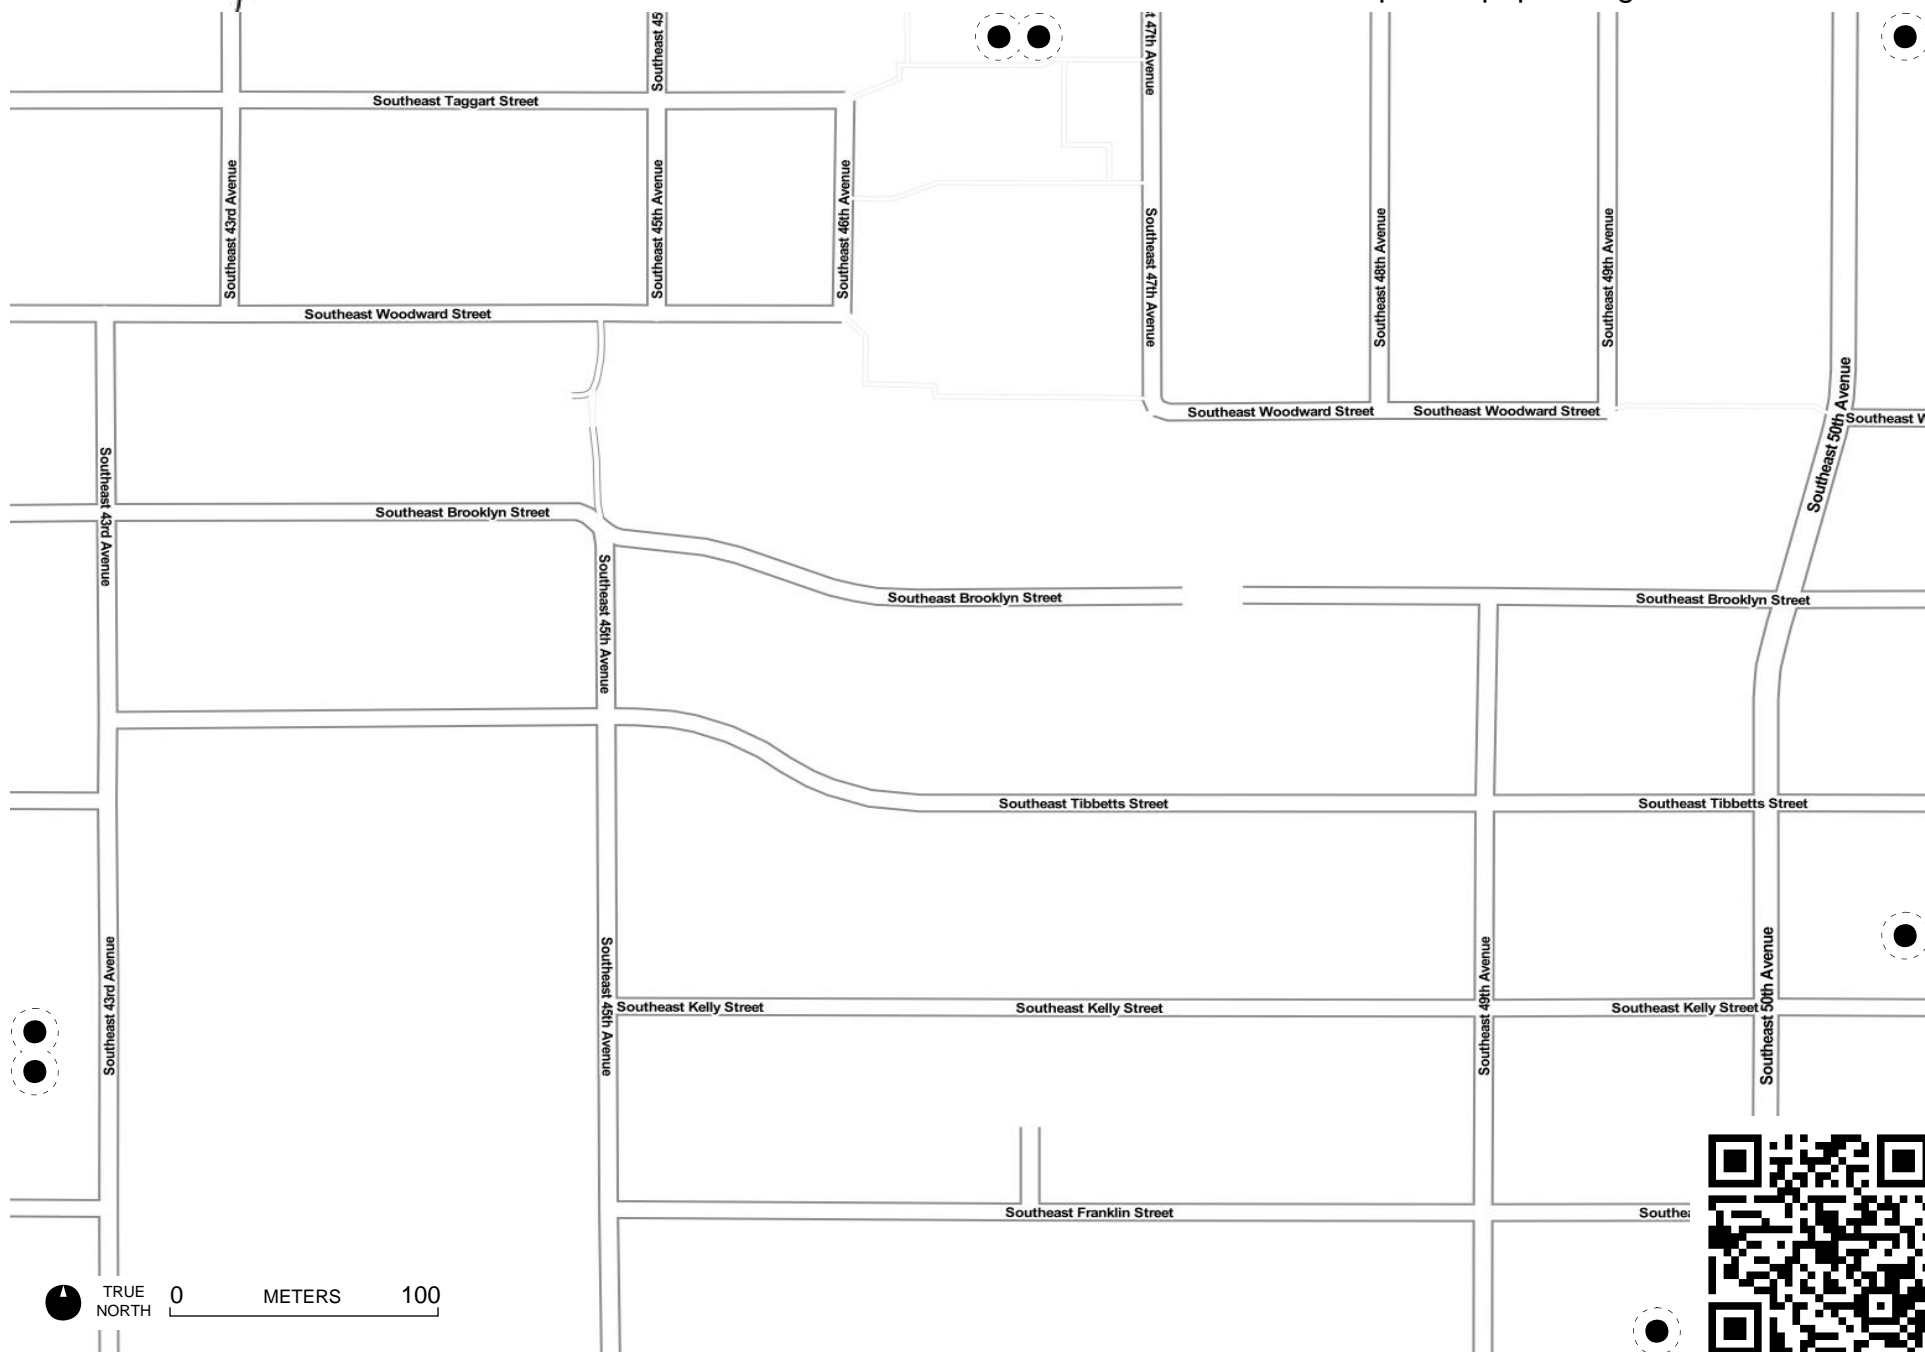 Southeast 45
t 47th Avenue
Southeast Taggart Street
Southeast 43rd Avenue
Southeast 45th Avenue
Southeast 46th Avenue
Southeast 47th Avenue
Southeast 48th Avenue
Southeast 49th Avenue
Southeast Woodward Street
Southeast Woodward Street
Southeast Woodward Street
Southeast W
Southeast 50th Avenue
Southeast 43rd Avenue
Southeast Brooklyn Street
Southeast 45th Avenue
Southeast Brooklyn Street
Southeast Brooklyn Street
Southeast Tibbetts Street
Southeast Tibbetts Street
Southeast 43rd Avenue
Southeast 45th Avenue
Southeast Kelly Street
Southeast Kelly Street
Southeast 49th Avenue
Southeast Kelly Street
Southeast 50th Avenue
Southeast Franklin Street
Southea
TRUE
NORTH
0 METERS 100